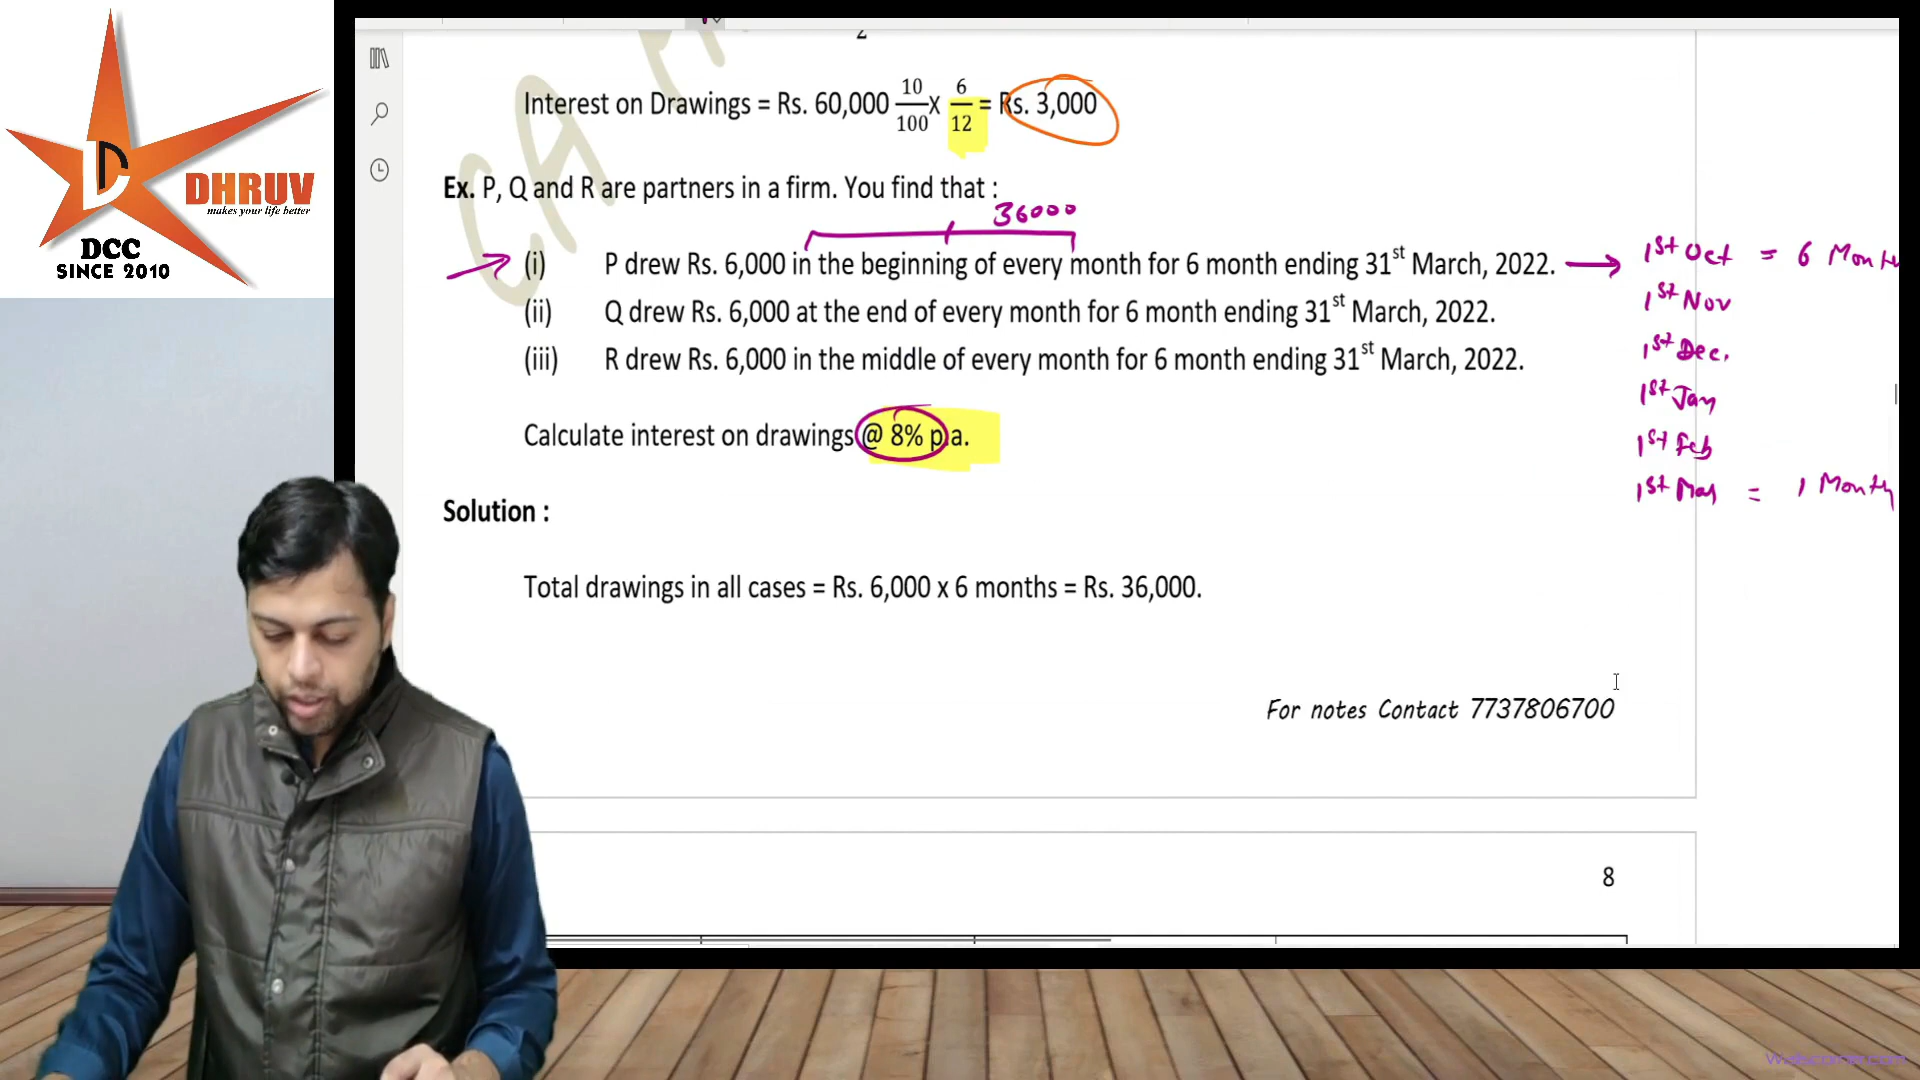 DHRUV
makes your life better
DCC
SINCE 2010
2
Interest on Drawings = Rs. 60,000 10/100 x 6/12 = Rs. 3,000
Ex. P, Q and R are partners in a firm. You find that :
36000
(i) P drew Rs. 6,000 in the beginning of every month for 6 month ending 31st March, 2022.
(ii) Q drew Rs. 6,000 at the end of every month for 6 month ending 31st March, 2022.
(iii) R drew Rs. 6,000 in the middle of every month for 6 month ending 31st March, 2022.
1st Oct = 6 Month
1st Nov
1st Dec.
1st Jan
1st Feb
1st Mar = 1 Month
Calculate interest on drawings @ 8% p.a.
Solution :
Total drawings in all cases = Rs. 6,000 x 6 months = Rs. 36,000.
For notes Contact 7737806700
8